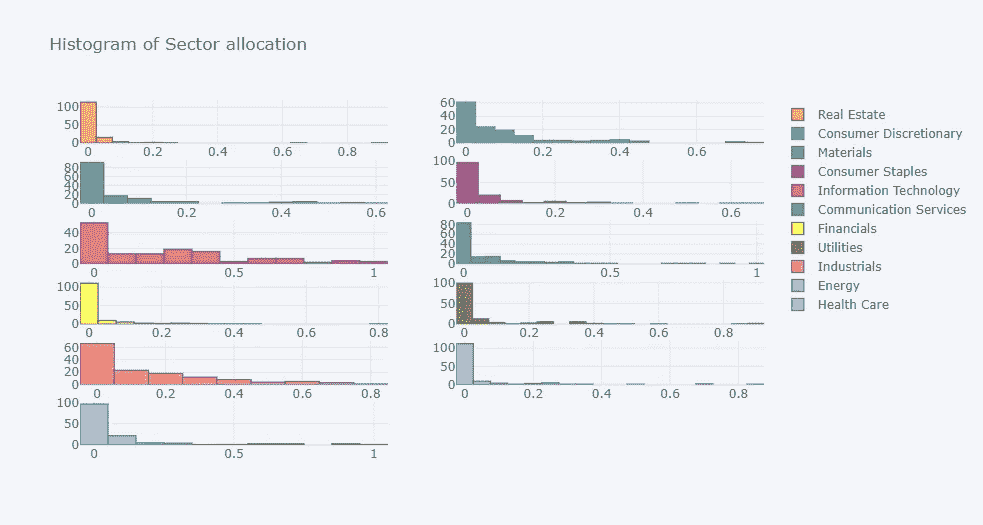 Histogram of Sector allocation
100
50
0
0 0.2 0.4 0.6 0.8
60
40
20
0
0 0.2 0.4 0.6
80
60
40
20
0
0 0.2 0.4 0.6
100
50
0
0 0.2 0.4 0.6
40
20
0
0 0.5 1
80
60
40
20
0
0 0.5 1
100
50
0
0 0.2 0.4 0.6 0.8
100
50
0
0 0.2 0.4 0.6 0.8
60
40
20
0
0 0.2 0.4 0.6 0.8
100
50
0
0 0.2 0.4 0.6 0.8
100
50
0
0 0.5 1
Real Estate
Consumer Discretionary
Materials
Consumer Staples
Information Technology
Communication Services
Financials
Utilities
Industrials
Energy
Health Care